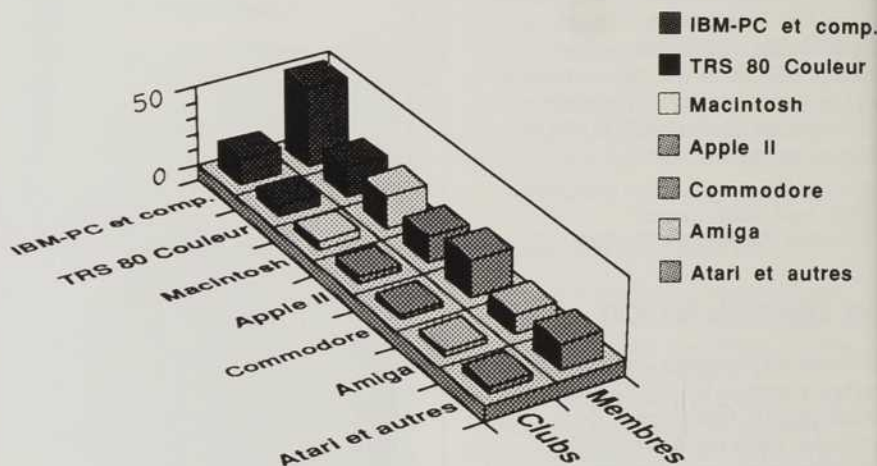 50
0
IBM-PC et comp.
TRS 80 Couleur
Macintosh
Apple II
Commodore
Amiga
Atari et autres
Clubs
Membres
IBM-PC et comp.
TRS 80 Couleur
Macintosh
Apple II
Commodore
Amiga
Atari et autres